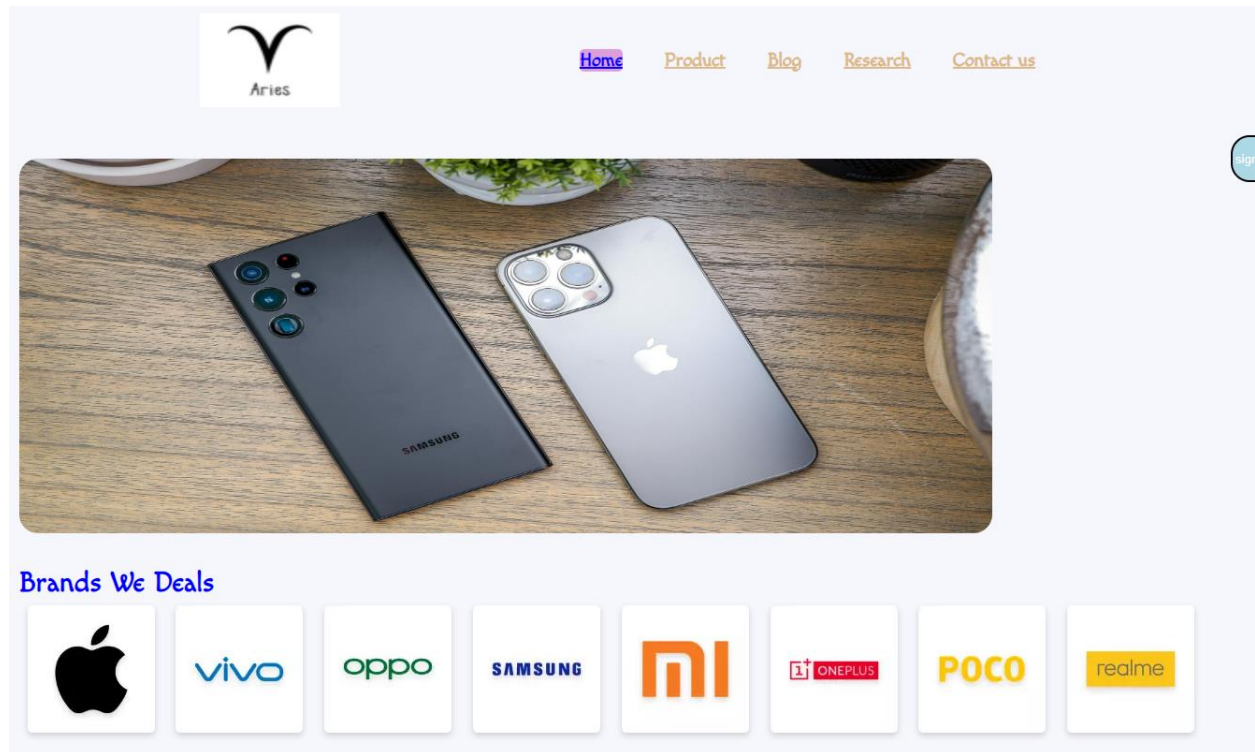 Aries
Home Product Blog Research Contact us
SAMSUNG
Brands We Deals
vivo oppo SAMSUNG ONEPLUS POCO realme